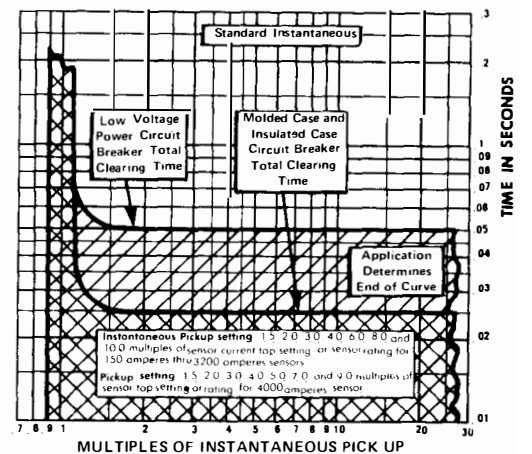 Standard Instantaneous
Low Voltage
Power Circuit
Breaker Total
Clearing Time
Molded Case and
Insulated Case
Circuit Breaker
Total Clearing
Time
Application
Determines
End of Curve
Instantaneous Pickup setting 1.5 2.0 3.0 4.0 6.0 8.0 and
10.0 multiples of sensor current tap setting or sensor rating for
150 amperes thru 3200 amperes sensors
Pickup setting 1.5 2.0 3.0 4.0 5.0 7.0 and 9.0 multiples of
sensor top setting or rating for 4000 amperes sensor
.3
.2
.1
.09
.08
.07
.06
.05
.04
.03
.02
.01
TIME IN SECONDS
.7 .8 .9 1 2 3 4 5 6 7 8 9 10 20 30
MULTIPLES OF INSTANTANEOUS PICK UP